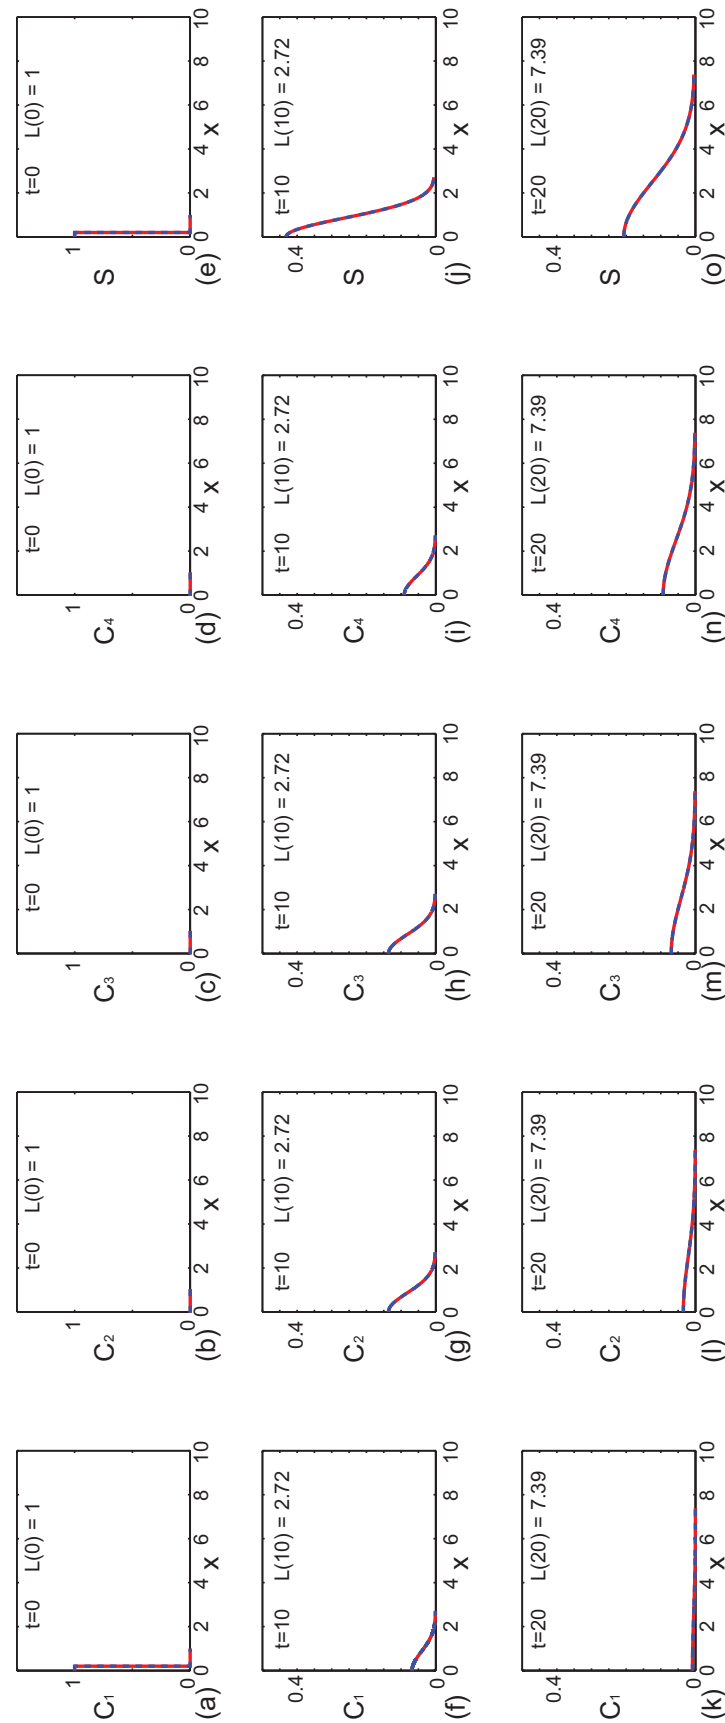 t=0 L(0) = 1
1
C₁
0
0 2 4 6 8 10
(a) x
t=0 L(0) = 1
1
C₂
0
0 2 4 6 8 10
(b) x
t=0 L(0) = 1
1
C₃
0
0 2 4 6 8 10
(c) x
t=0 L(0) = 1
1
C₄
0
0 2 4 6 8 10
(d) x
t=0 L(0) = 1
1
S
0
0 2 4 6 8 10
(e) x
t=10 L(10) = 2.72
0.4
C₁
0
0 2 4 6 8 10
(f) x
t=10 L(10) = 2.72
0.4
C₂
0
0 2 4 6 8 10
(g) x
t=10 L(10) = 2.72
0.4
C₃
0
0 2 4 6 8 10
(h) x
t=10 L(10) = 2.72
0.4
C₄
0
0 2 4 6 8 10
(i) x
t=10 L(10) = 2.72
0.4
S
0
0 2 4 6 8 10
(j) x
t=20 L(20) = 7.39
0.4
C₁
0
0 2 4 6 8 10
(k) x
t=20 L(20) = 7.39
0.4
C₂
0
0 2 4 6 8 10
(l) x
t=20 L(20) = 7.39
0.4
C₃
0
0 2 4 6 8 10
(m) x
t=20 L(20) = 7.39
0.4
C₄
0
0 2 4 6 8 10
(n) x
t=20 L(20) = 7.39
0.4
S
0
0 2 4 6 8 10
(o) x